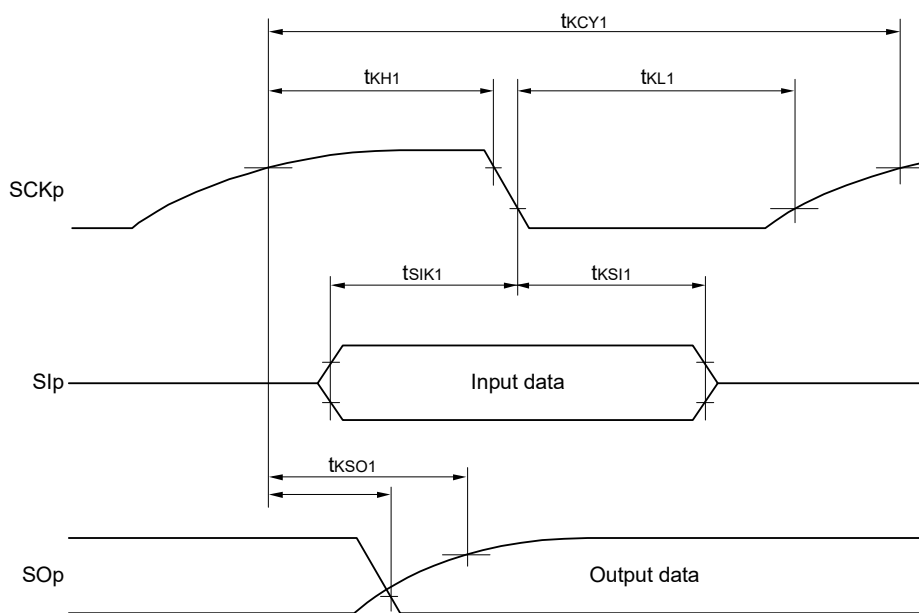 tKCY1
tKH1
tKL1
SCKp
tSIK1
tKSI1
SIp
Input data
tKSO1
SOp
Output data